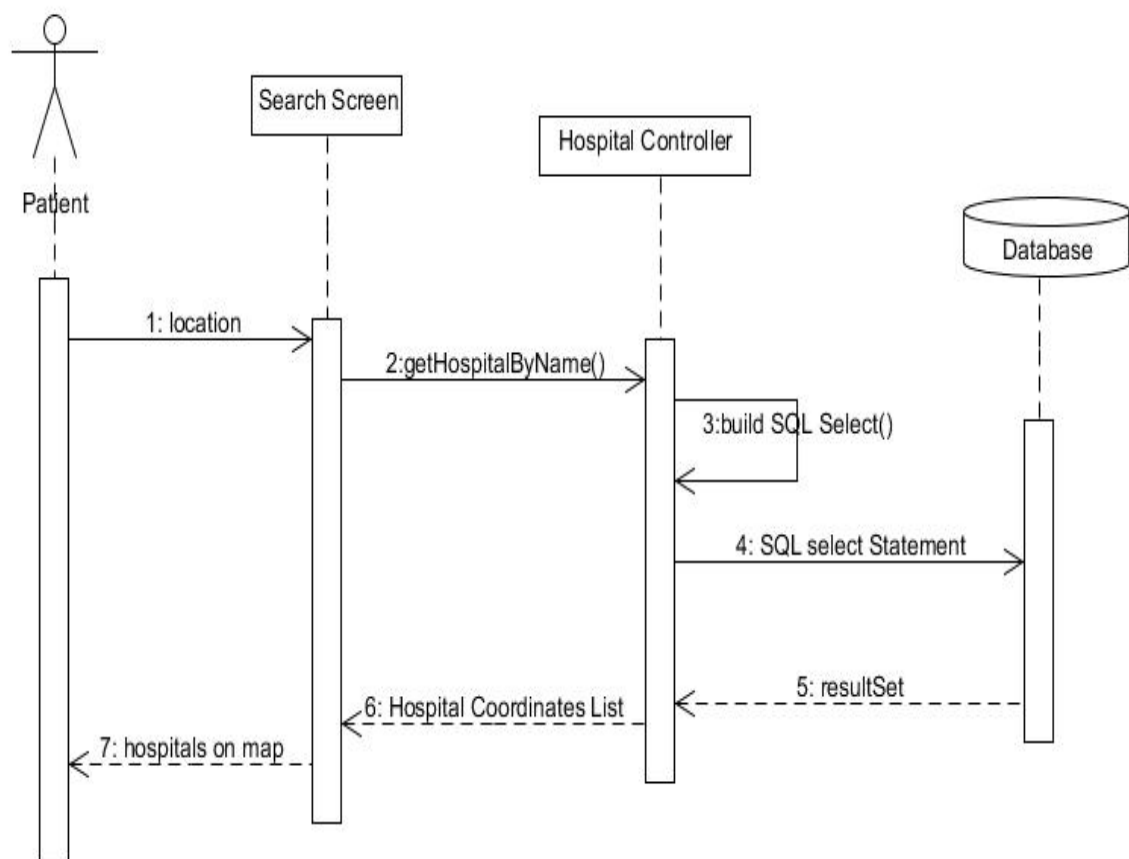 Search Screen
Hospital Controller
Patient
Database
1: location
2:getHospitalByName()
3:build SQL Select()
4: SQL select Statement
5: resultSet
6: Hospital Coordinates List
7: hospitals on map